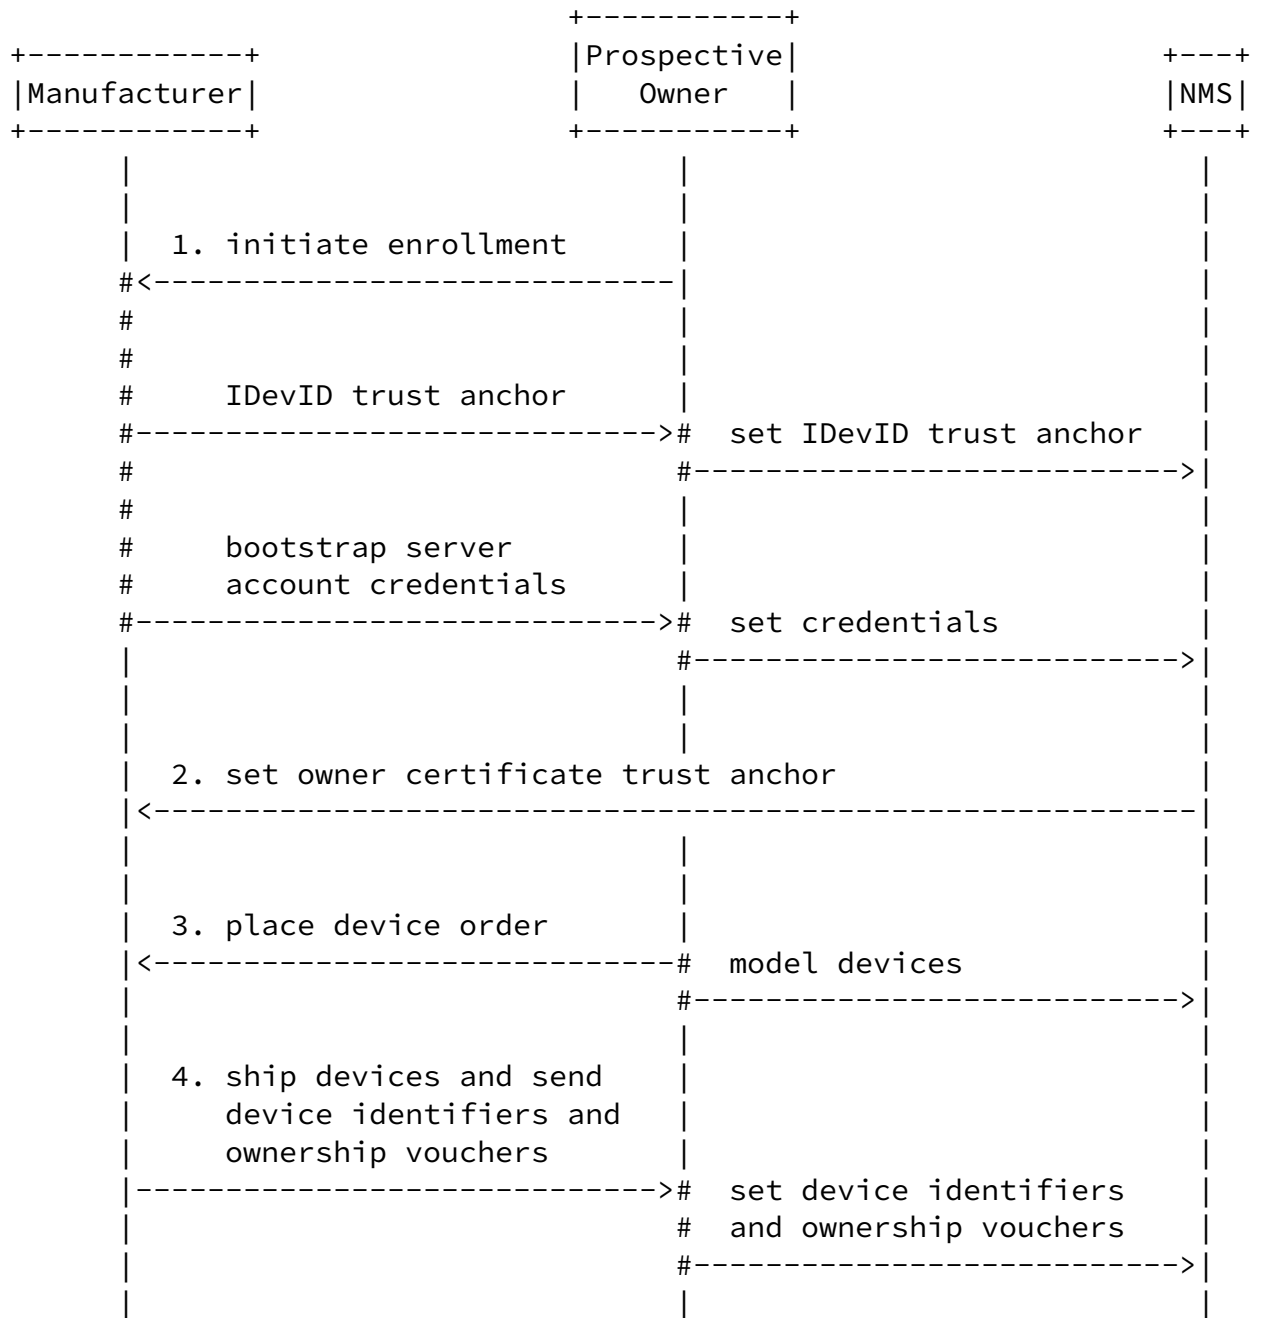 Prospective
Manufacturer Owner NMS
1. initiate enrollment
IDevID trust anchor
set IDevID trust anchor
bootstrap server
account credentials
set credentials
2. set owner certificate trust anchor
3. place device order
model devices
4. ship devices and send
device identifiers and
ownership vouchers
set device identifiers
and ownership vouchers